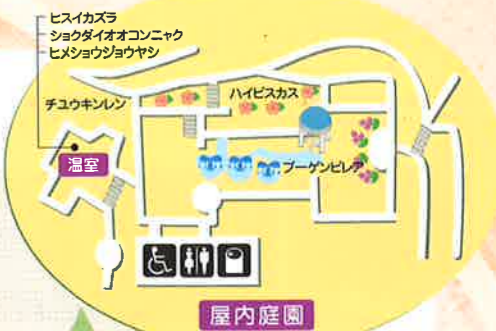 ヒスイカズラ
ショクダイオオコンニャク
ヒメショウジョウヤシ
チユウキンレン
ハイビスカス
温室
ブーゲンビレア
屋内庭園